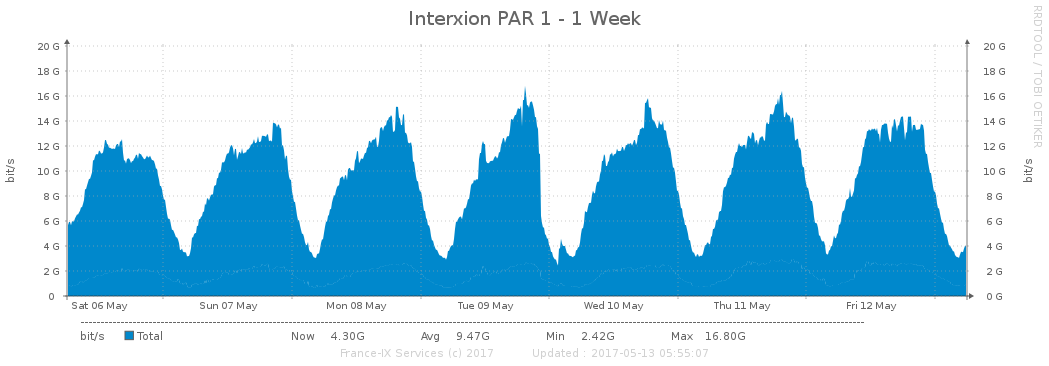 Interxion PAR 1 - 1 Week
RRDTOOL / TOBI OETIKER
20 G 20 G
18 G 18 G
16 G 16 G
14 G 14 G
12 G 12 G
10 G 10 G
8 G 8 G
6 G 6 G
4 G 4 G
2 G 2 G
0 0 G
bit/s
bit/s
Sat 06 May Sun 07 May Mon 08 May Tue 09 May Wed 10 May Thu 11 May Fri 12 May
bit/s Total Now 4.30G Avg 9.47G Min 2.42G Max 16.80G
France-IX Services (c) 2017 Updated : 2017-05-13 05:55:07